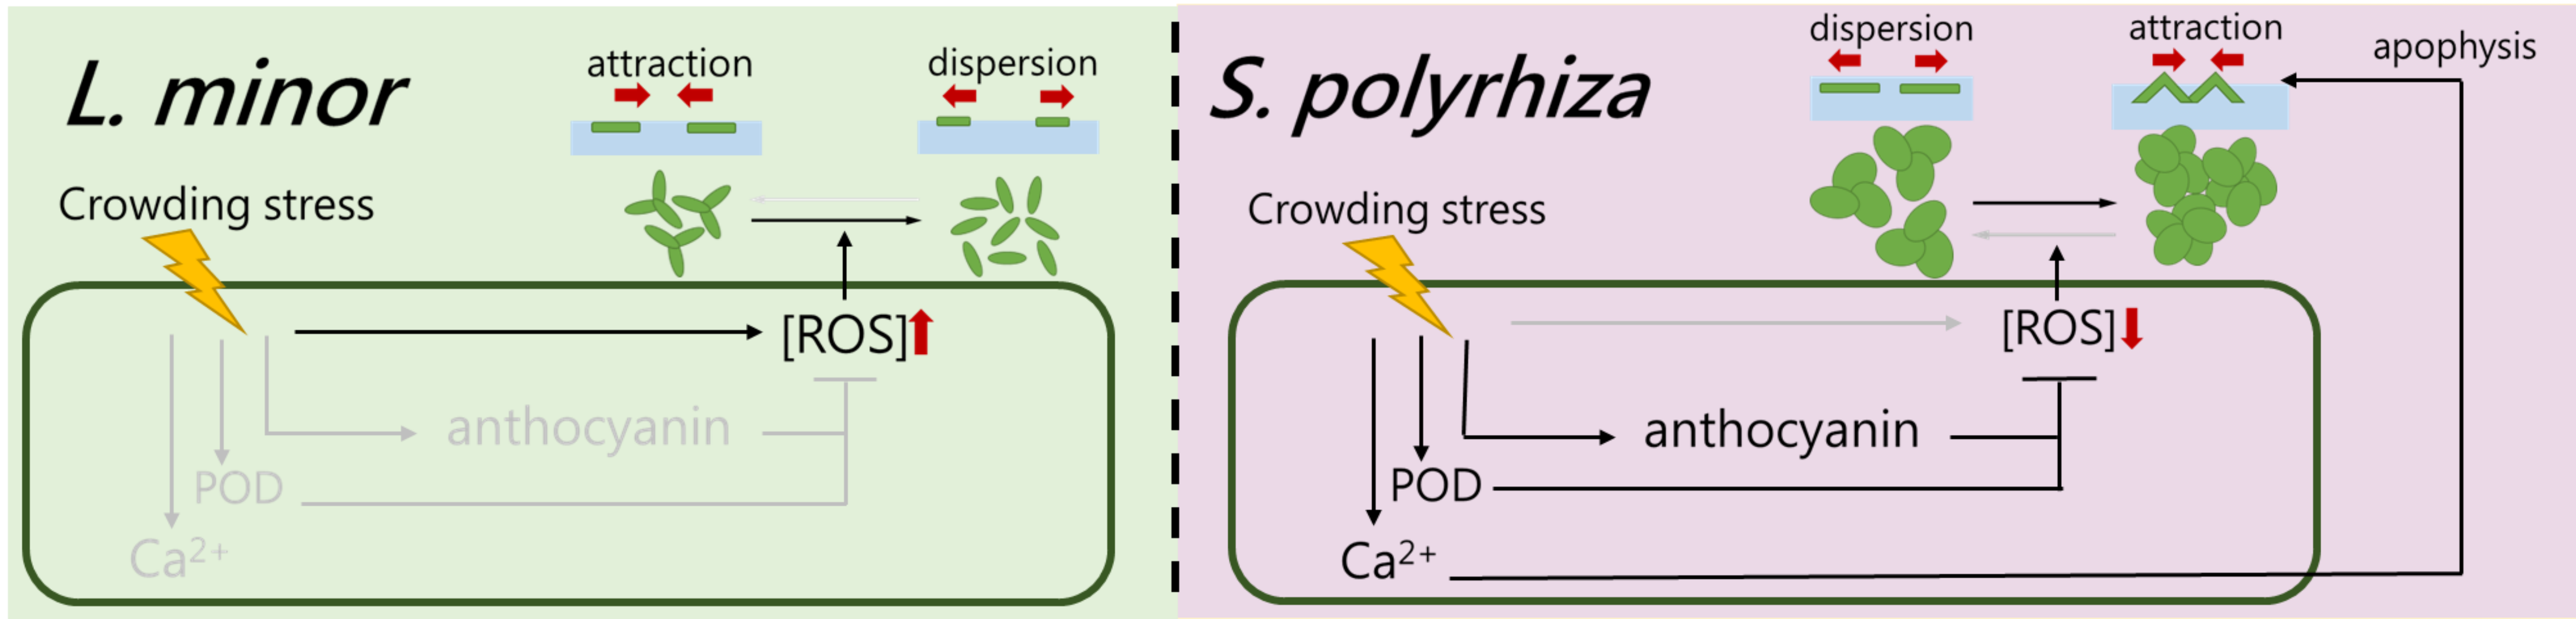 L. minor
attraction
dispersion
Crowding stress
[ROS]
anthocyanin
POD
Ca²⁺
S. polyrhiza
dispersion
attraction
apophysis
Crowding stress
[ROS]
anthocyanin
POD
Ca²⁺